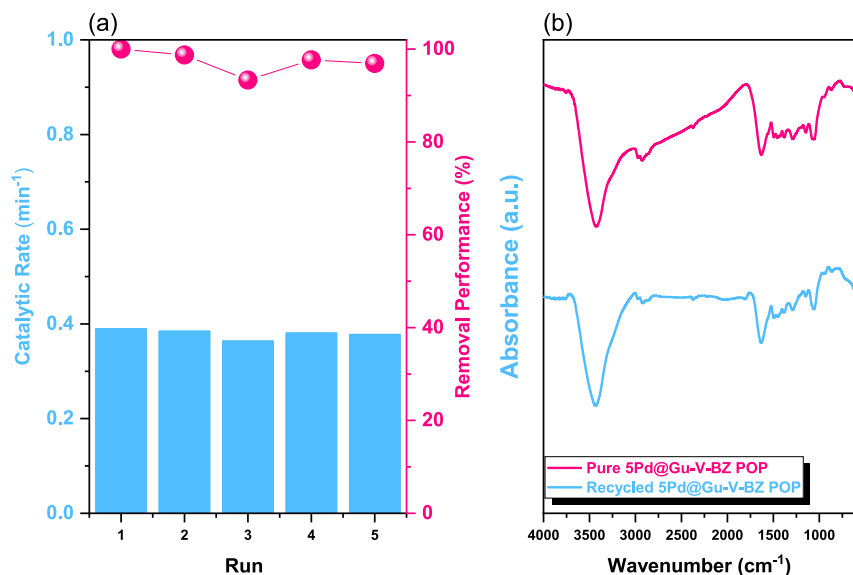 (a)
1.0
0.8
0.6
0.4
0.2
0.0
Catalytic Rate (min⁻¹)
1 2 3 4 5
Run
100
80
60
40
20
0
Removal Performance (%)
(b)
Absorbance (a.u.)
Pure 5Pd@Gu-V-BZ POP
Recycled 5Pd@Gu-V-BZ POP
4000 3500 3000 2500 2000 1500 1000
Wavenumber (cm⁻¹)